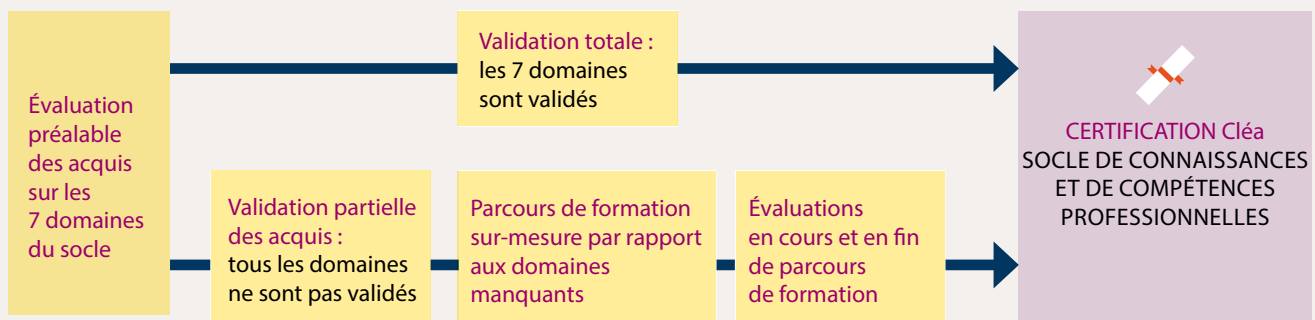 Évaluation
préalable
des acquis
sur les
7 domaines
du socle
Validation totale :
les 7 domaines
sont validés
Validation partielle
des acquis :
tous les domaines
ne sont pas validés
Parcours de formation
sur-mesure par rapport
aux domaines
manquants
Évaluations
en cours et en fin
de parcours
de formation
CERTIFICATION Cléa
SOCLE DE CONNAISSANCES
ET DE COMPÉTENCES
PROFESSIONNELLES